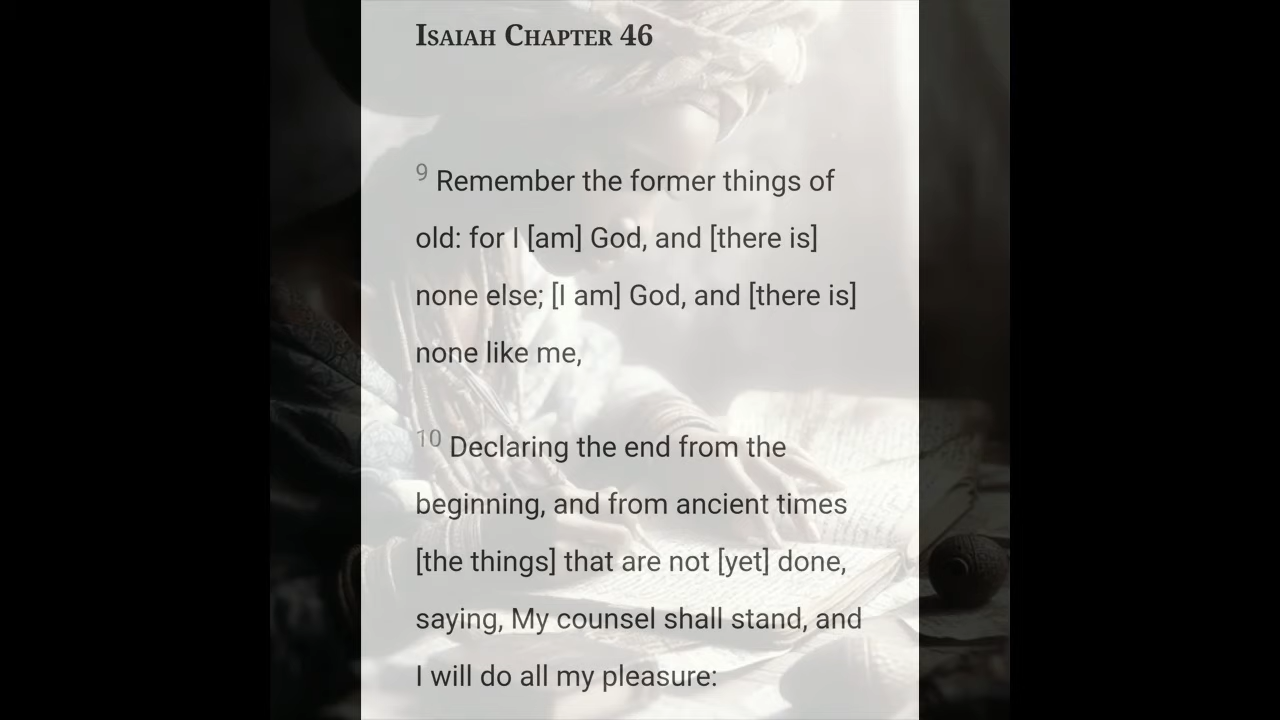 Isaiah Chapter 46
9 Remember the former things of
old: for I [am] God, and [there is]
none else; [I am] God, and [there is]
none like me,
10 Declaring the end from the
beginning, and from ancient times
[the things] that are not [yet] done,
saying, My counsel shall stand, and
I will do all my pleasure: